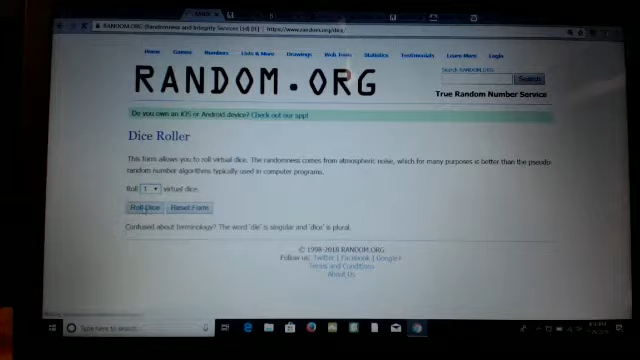 RANDOM.ORG (Randomness and Integrity Services Ltd) [IE] | https://www.random.org/dice/
Home Games Numbers Lists & More Drawings Web Tools Statistics Testimonials Learn More Login
RANDOM.ORG
Search RANDOM.ORG
Search
True Random Number Service
Do you own an iOS or Android device? Check out our app!
Dice Roller
This form allows you to roll virtual dice. The randomness comes from atmospheric noise, which for many purposes is better than the pseudo-
random number algorithms typically used in computer programs.
Roll 1 virtual dice.
Roll Dice Reset Form
Confused about terminology? The word 'die' is singular and 'dice' is plural.
© 1998-2018 RANDOM.ORG
Follow us: Twitter | Facebook | Google+
Terms and Conditions
About Us
Type here to search